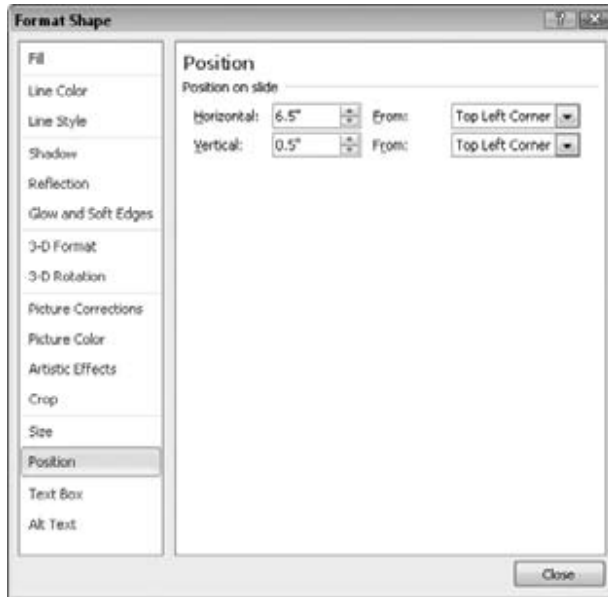 Format Shape
Fill
Line Color
Line Style
Shadow
Reflection
Glow and Soft Edges
3-D Format
3-D Rotation
Picture Corrections
Picture Color
Artistic Effects
Crop
Size
Position
Text Box
Alt Text
Position
Position on slide
Horizontal: 6.5" From: Top Left Corner
Vertical: 0.5" From: Top Left Corner
Close